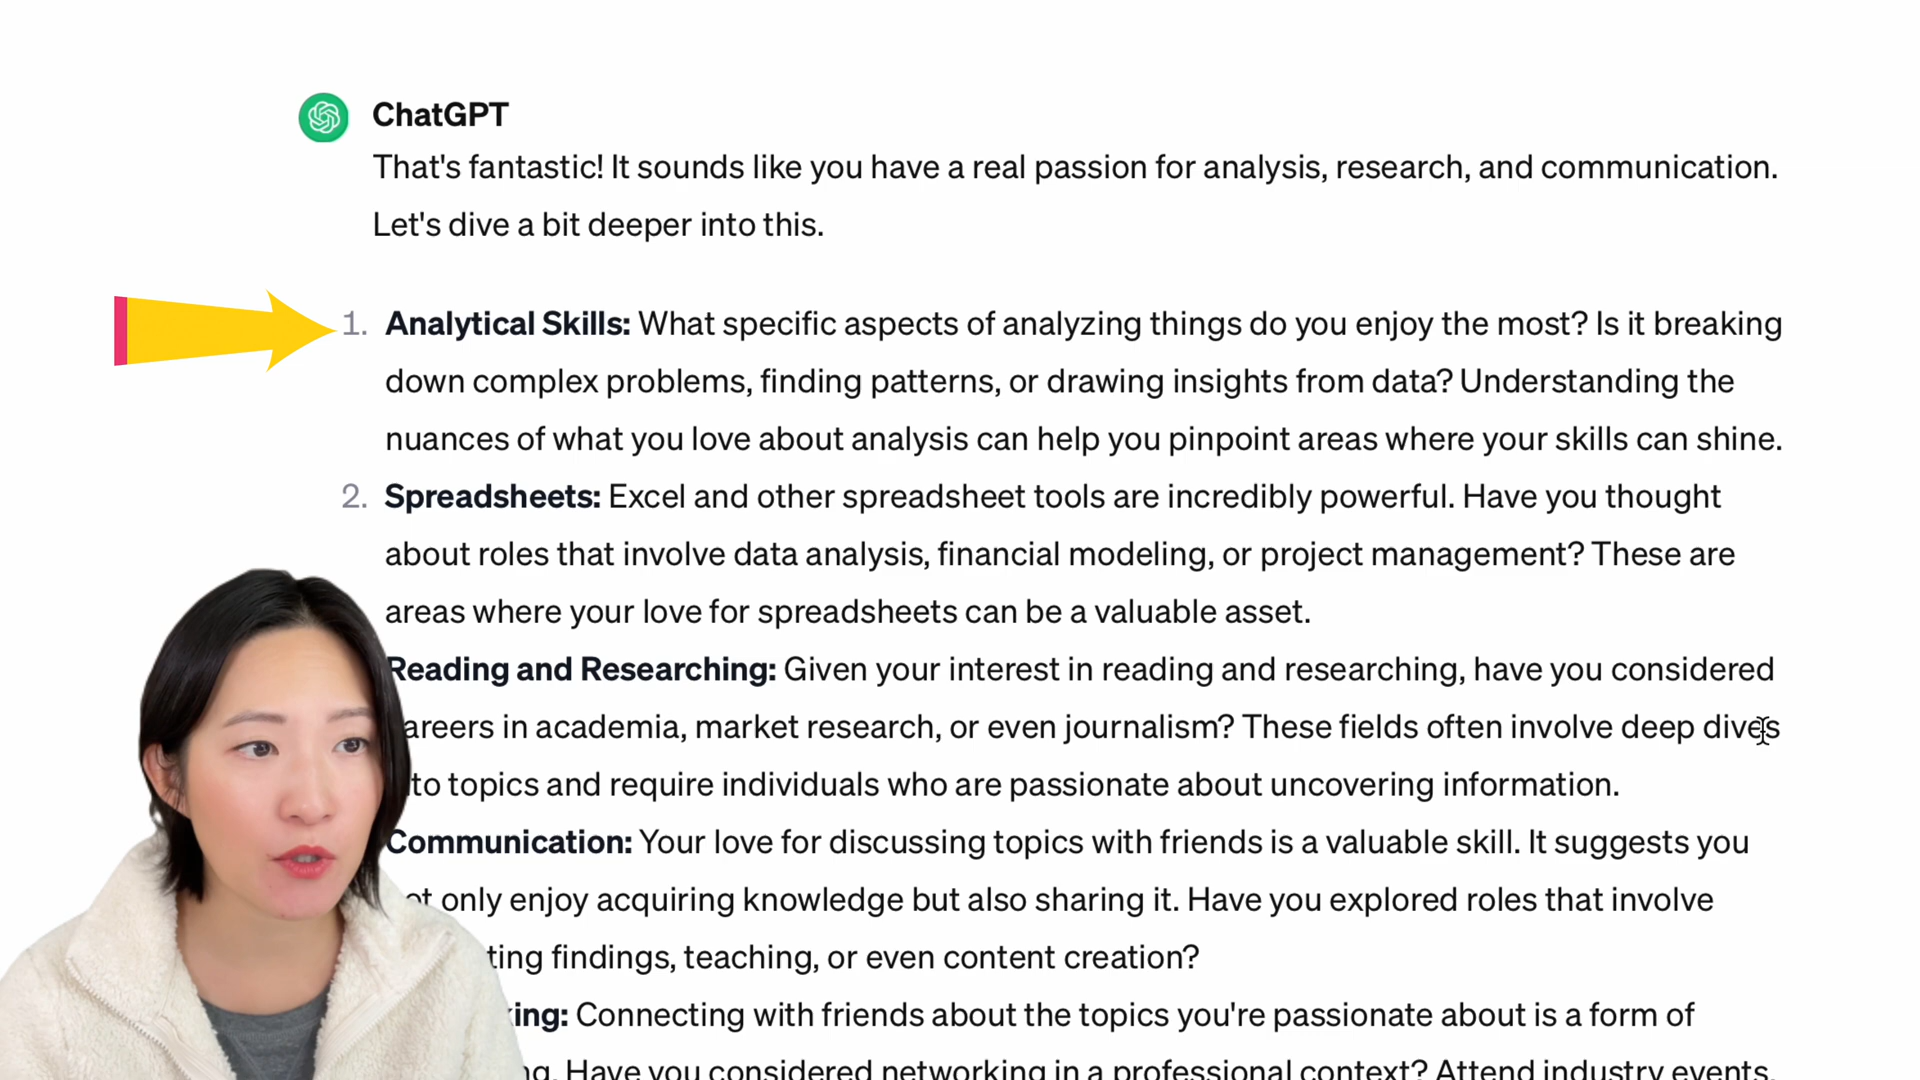 ChatGPT
That's fantastic! It sounds like you have a real passion for analysis, research, and communication.
Let's dive a bit deeper into this.
1. Analytical Skills: What specific aspects of analyzing things do you enjoy the most? Is it breaking
down complex problems, finding patterns, or drawing insights from data? Understanding the
nuances of what you love about analysis can help you pinpoint areas where your skills can shine.
2. Spreadsheets: Excel and other spreadsheet tools are incredibly powerful. Have you thought
about roles that involve data analysis, financial modeling, or project management? These are
areas where your love for spreadsheets can be a valuable asset.
Reading and Researching: Given your interest in reading and researching, have you considered
areers in academia, market research, or even journalism? These fields often involve deep dives
to topics and require individuals who are passionate about uncovering information.
Communication: Your love for discussing topics with friends is a valuable skill. It suggests you
only enjoy acquiring knowledge but also sharing it. Have you explored roles that involve
ting findings, teaching, or even content creation?
ing: Connecting with friends about the topics you're passionate about is a form of
Have you considered networking in a professional context? Attend industry events,